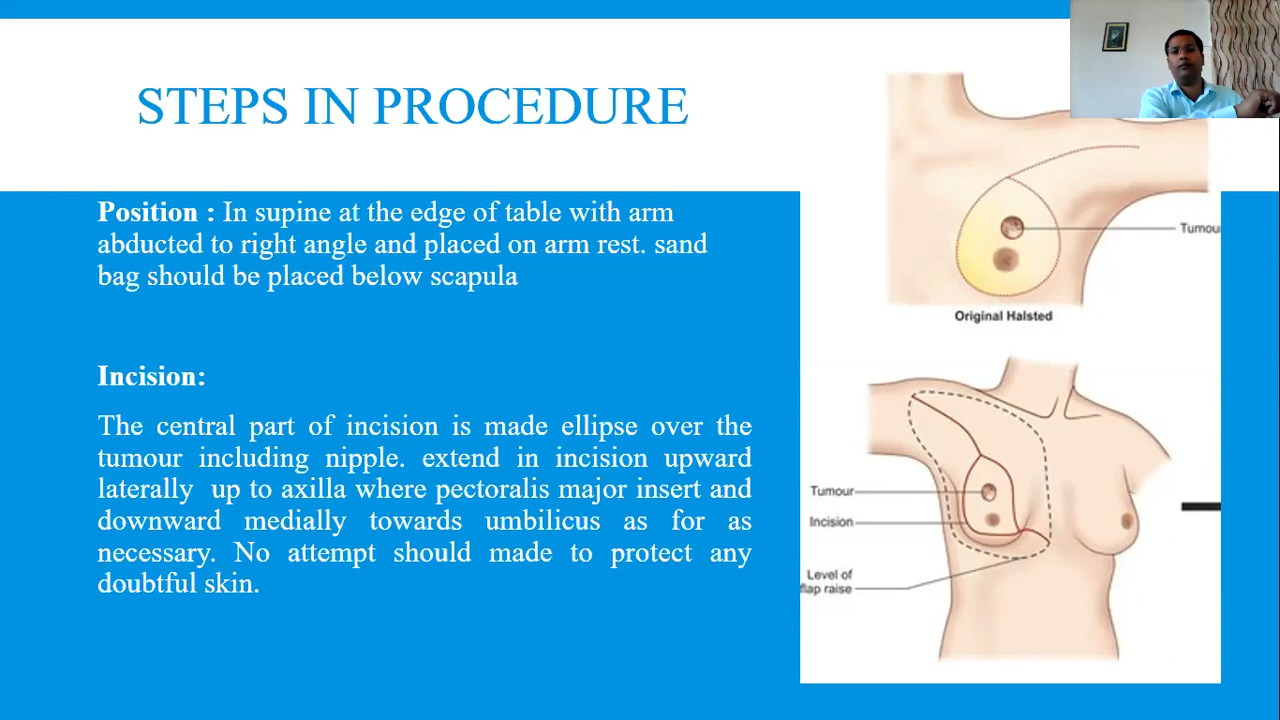 STEPS IN PROCEDURE
Position : In supine at the edge of table with arm
abducted to right angle and placed on arm rest. sand
bag should be placed below scapula
Incision:
The central part of incision is made ellipse over the
tumour including nipple. extend in incision upward
laterally up to axilla where pectoralis major insert and
downward medially towards umbilicus as for as
necessary. No attempt should made to protect any
doubtful skin.
Tumou
Original Halsted
Tumour
Incision
Level of
flap raise